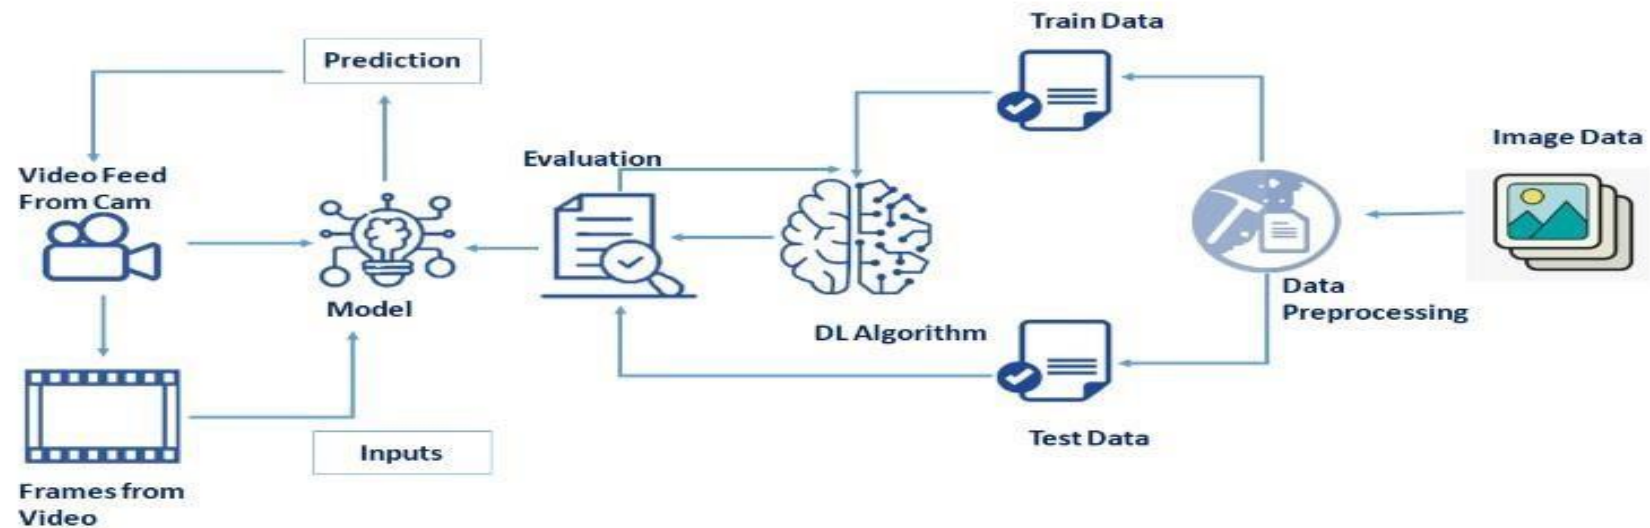 Train Data
Prediction
Image Data
Evaluation
Video Feed
From Cam
Data
Preprocessing
Model
DL Algorithm
Test Data
Inputs
Frames from
Video